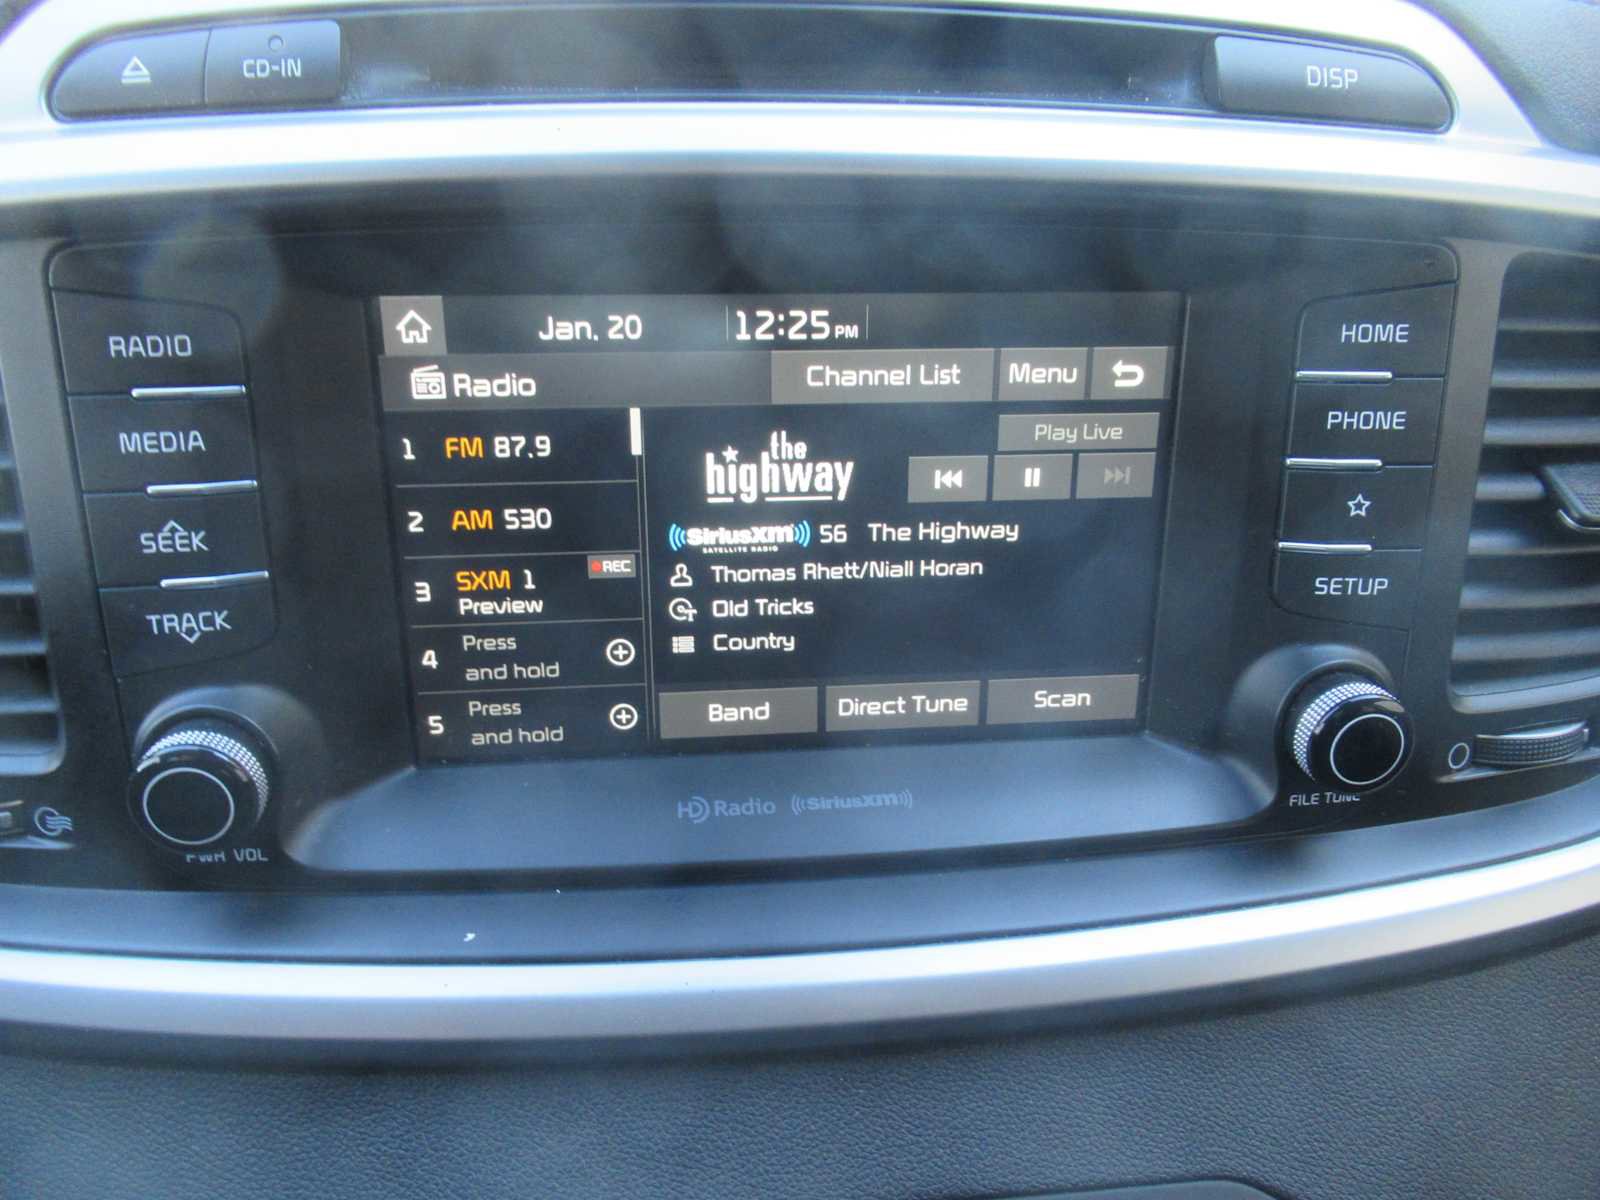 CD-IN
DISP
RADIO
MEDIA
SEEK
TRACK
PWR VOL
Jan. 20 12:25 PM
Radio
Channel List Menu
1 FM 87.9
2 AM 530
3 SXM 1 REC
Preview
4 Press
and hold
5 Press
and hold
Play Live
the
highway
((SiriusXM)) 56 The Highway
SATELLITE RADIO
Thomas Rhett/Niall Horan
Old Tricks
Country
Band Direct Tune Scan
HD Radio ((SiriusXM))
HOME
PHONE
SETUP
FILE TUNE